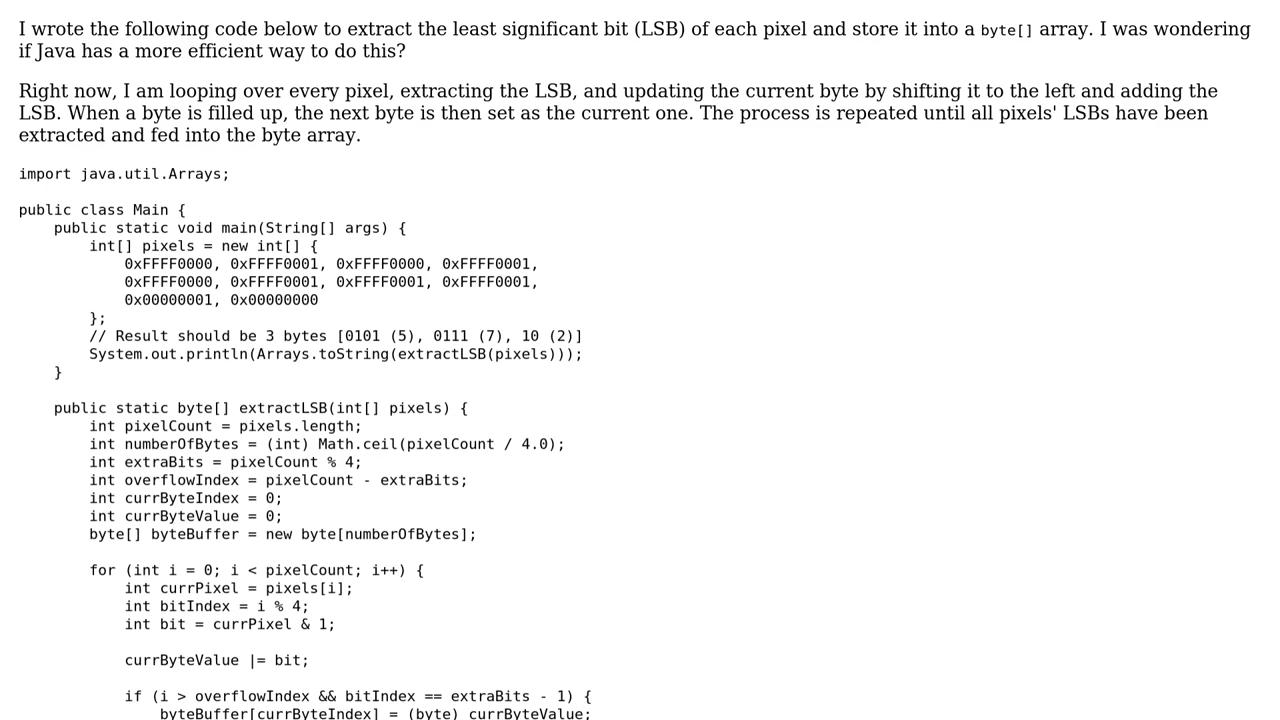 I wrote the following code below to extract the least significant bit (LSB) of each pixel and store it into a byte[] array. I was wondering
if Java has a more efficient way to do this?
Right now, I am looping over every pixel, extracting the LSB, and updating the current byte by shifting it to the left and adding the
LSB. When a byte is filled up, the next byte is then set as the current one. The process is repeated until all pixels' LSBs have been
extracted and fed into the byte array.
import java.util.Arrays;
public class Main {
    public static void main(String[] args) {
        int[] pixels = new int[] {
            0xFFFF0000, 0xFFFF0001, 0xFFFF0000, 0xFFFF0001,
            0xFFFF0000, 0xFFFF0001, 0xFFFF0001, 0xFFFF0001,
            0x00000001, 0x00000000
        };
        // Result should be 3 bytes [0101 (5), 0111 (7), 10 (2)]
        System.out.println(Arrays.toString(extractLSB(pixels)));
    }
    public static byte[] extractLSB(int[] pixels) {
        int pixelCount = pixels.length;
        int numberOfBytes = (int) Math.ceil(pixelCount / 4.0);
        int extraBits = pixelCount % 4;
        int overflowIndex = pixelCount - extraBits;
        int currByteIndex = 0;
        int currByteValue = 0;
        byte[] byteBuffer = new byte[numberOfBytes];
        for (int i = 0; i < pixelCount; i++) {
            int currPixel = pixels[i];
            int bitIndex = i % 4;
            int bit = currPixel & 1;
            currByteValue |= bit;
            if (i > overflowIndex && bitIndex == extraBits - 1) {
                byteBuffer[currByteIndex] = (byte) currByteValue;